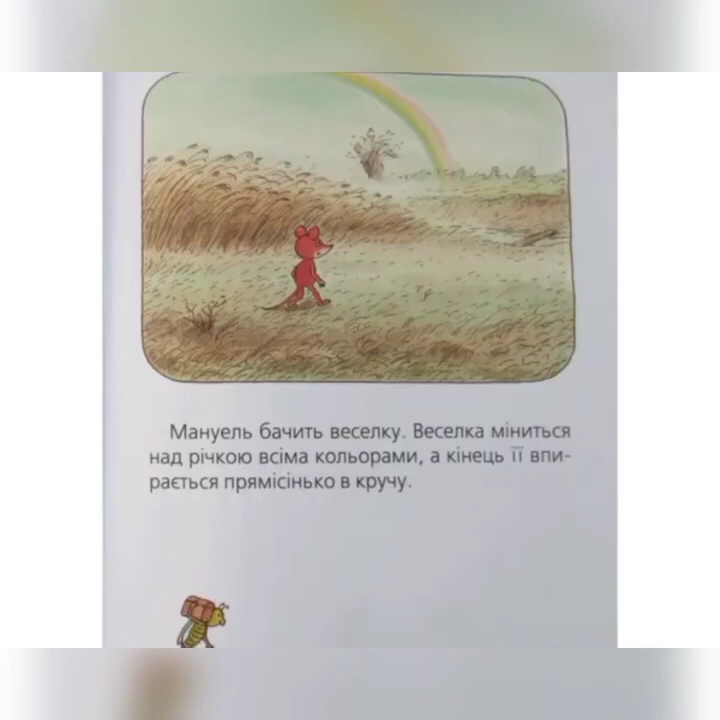 Мануель бачить веселку. Веселка міниться
над річкою всіма кольорами, а кінець її впи-
рається прямісінько в кручу.